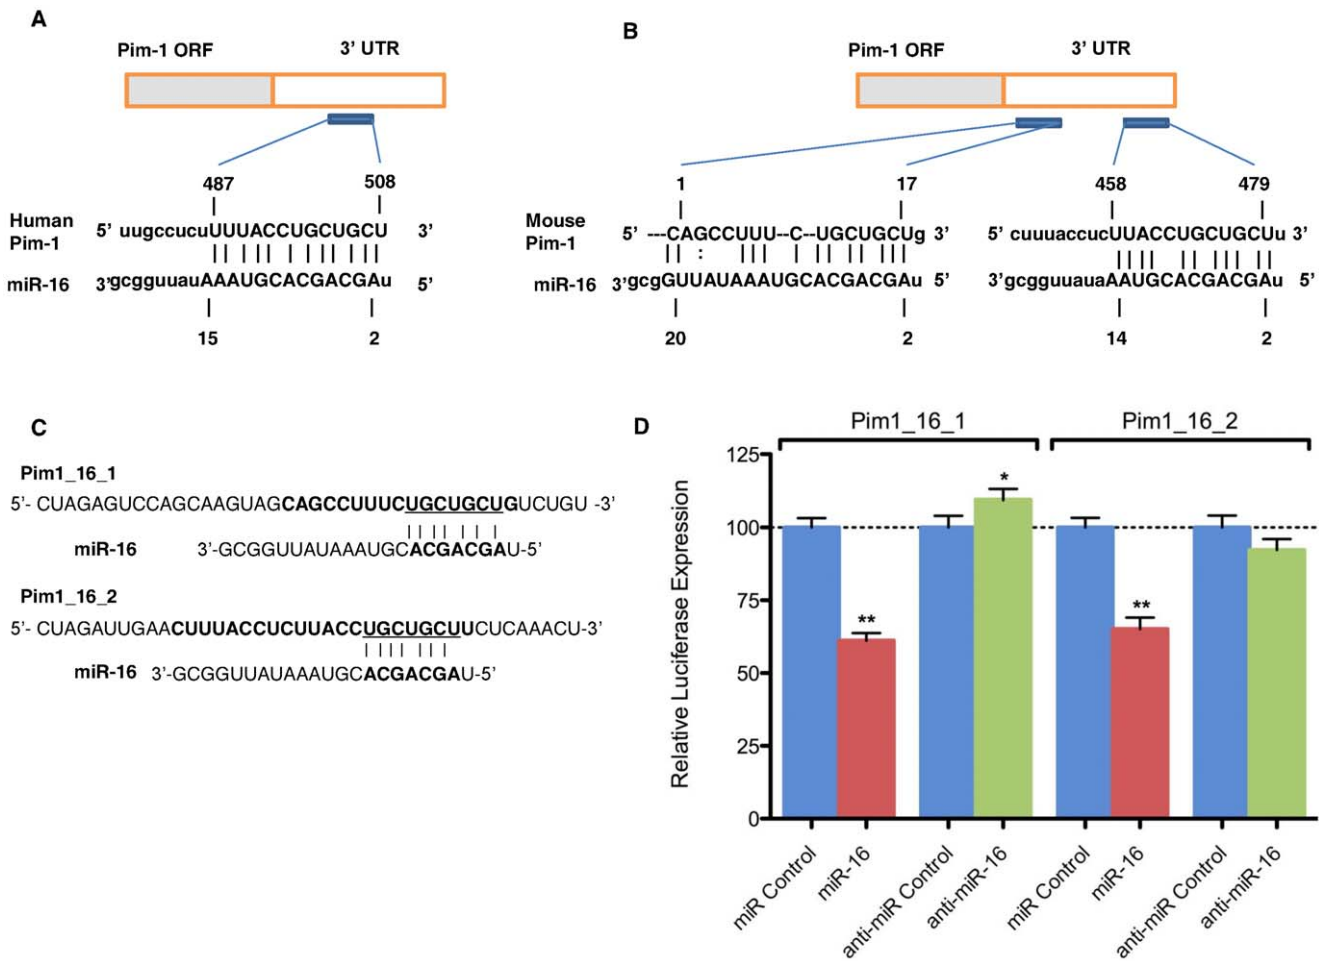 A
Pim-1 ORF
3’ UTR
487
508
Human
Pim-1
5’ uugccucuUUUACCUGCUGCU 3’
miR-16
3’gcgguuauAAAUGCACGACGAu 5’
15
2
B
Pim-1 ORF
3’ UTR
1
17
458
479
Mouse
Pim-1
5’ ---CAGCCUUU--C--UGCUGCUg 3’
5’ cuuuaccucUUACCUGCUGCUu 3’
miR-16
3’gcgGUUAUAAAUGCACGACGAu 5’
3’gcgguuauaAAUGCACGACGAu 5’
20
2
14
2
C
Pim1_16_1
5’- CUAGAGUCCAGCAAGUAGCAGCCUUUCUGCUGCUGUCUGU -3’
miR-16
3’-GCGGUUAUAAAUGCACGACGAU-5’
Pim1_16_2
5’- CUAGAUUGAACUUUACCUCUUACCUGCUGCUUCUCAAACU-3’
miR-16
3’-GCGGUUAUAAAUGCACGACGAU-5’
D
Pim1_16_1
Pim1_16_2
Relative Luciferase Expression
125
100
75
50
25
0
*
**
**
miR Control
miR-16
anti-miR Control
anti-miR-16
miR Control
miR-16
anti-miR Control
anti-miR-16